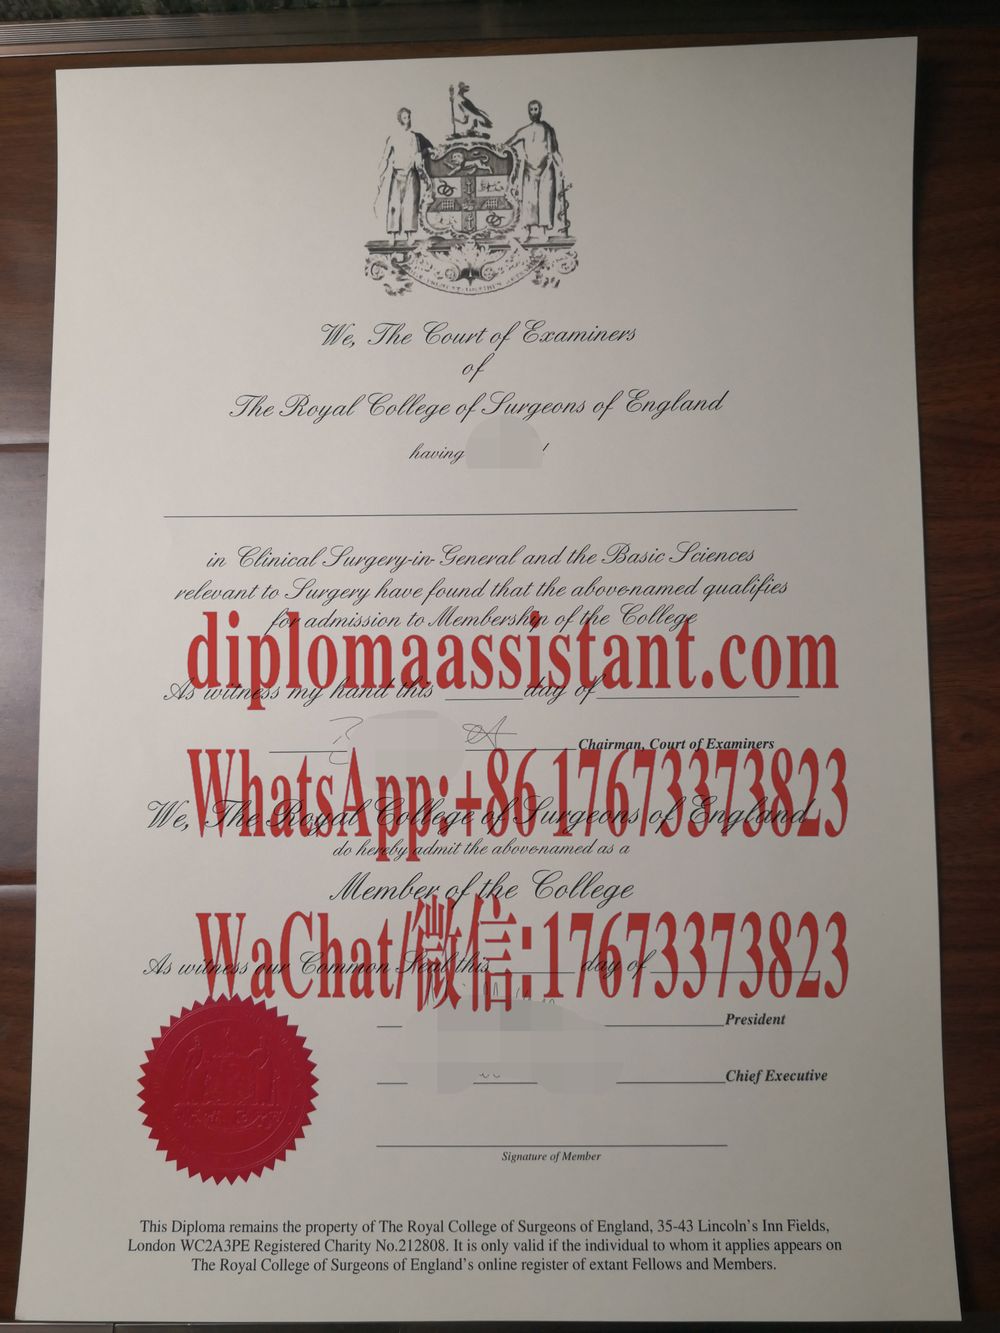 We, The Court of Examiners
of
The Royal College of Surgeons of England
having
in Clinical Surgery-in-General and the Basic Sciences
relevant to Surgery have found that the above-named qualifies
for admission to Membership of the College
diplomaassistant.com
As witness my hand this day of
Chairman, Court of Examiners
WhatsApp:+86 17673373823
We, The Royal College of Surgeons of England
do hereby admit the above-named as a
Member of the College
WaChat/微信:17673373823
As witness our Common Seal this day of
President
Chief Executive
Signature of Member
This Diploma remains the property of The Royal College of Surgeons of England, 35-43 Lincoln's Inn Fields,
London WC2A3PE Registered Charity No.212808. It is only valid if the individual to whom it applies appears on
The Royal College of Surgeons of England's online register of extant Fellows and Members.